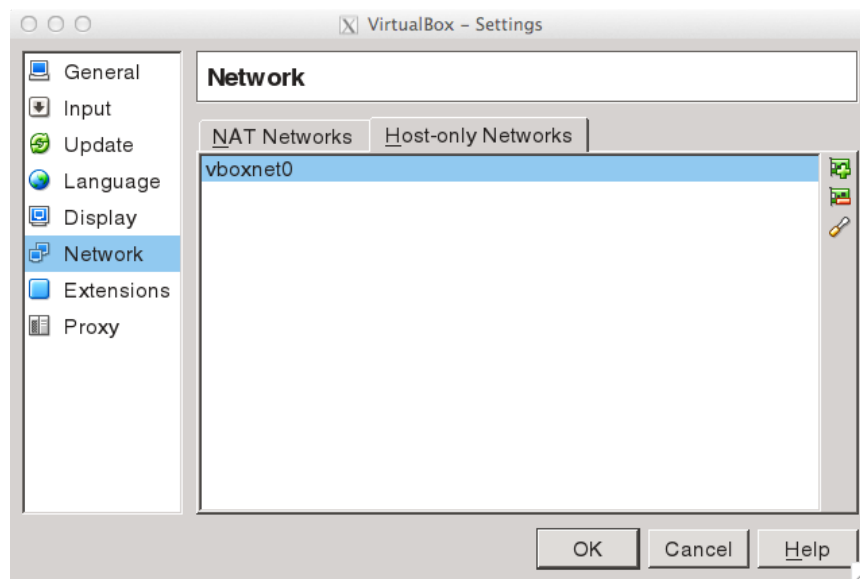 VirtualBox – Settings
General
Input
Update
Language
Display
Network
Extensions
Proxy
Network
NAT Networks
Host-only Networks
vboxnet0
OK
Cancel
Help